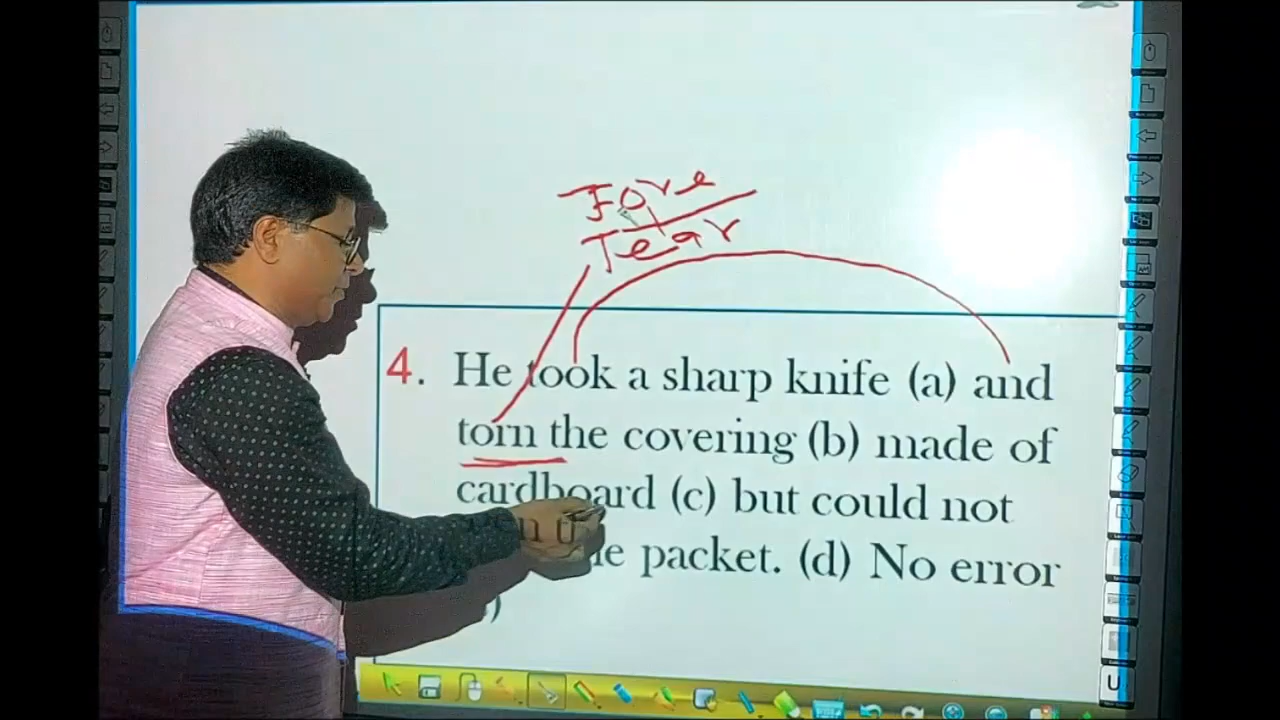 Fore
Tear
4. He took a sharp knife (a) and
torn the covering (b) made of
cardboard (c) but could not
packet. (d) No error